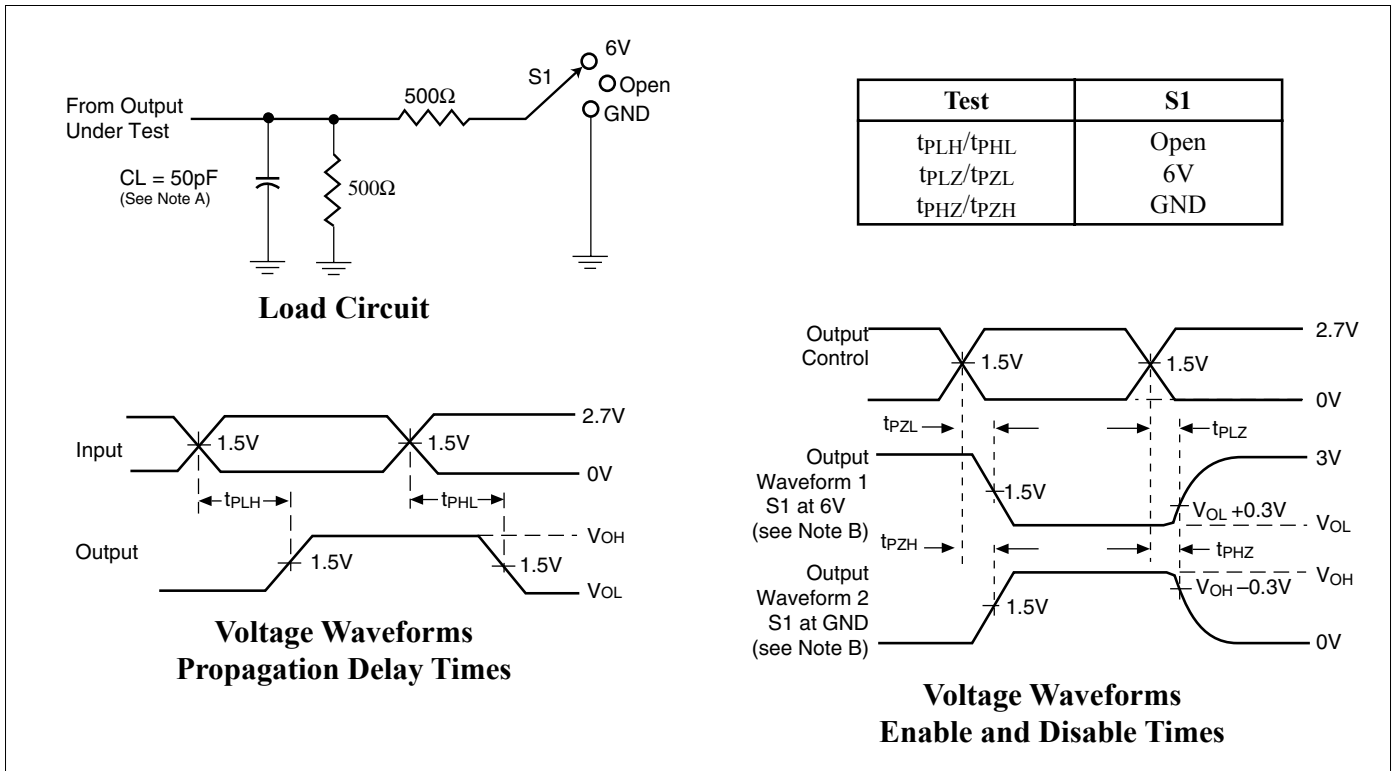 6V
S1
Open
500Ω
GND
From Output
Under Test
CL = 50pF
(See Note A)
500Ω
Load Circuit
Test S1
tPLH/tPHL Open
tPLZ/tPZL 6V
tPHZ/tPZH GND
2.7V
Input
1.5V
1.5V
0V
tPLH
tPHL
VOH
Output
1.5V
1.5V
VOL
Voltage Waveforms
Propagation Delay Times
Output
Control
2.7V
1.5V
1.5V
0V
tPZL
tPLZ
Output
Waveform 1
S1 at 6V
(see Note B)
3V
1.5V
VOL +0.3V
VOL
tPZH
tPHZ
Output
Waveform 2
S1 at GND
(see Note B)
VOH
VOH –0.3V
1.5V
0V
Voltage Waveforms
Enable and Disable Times